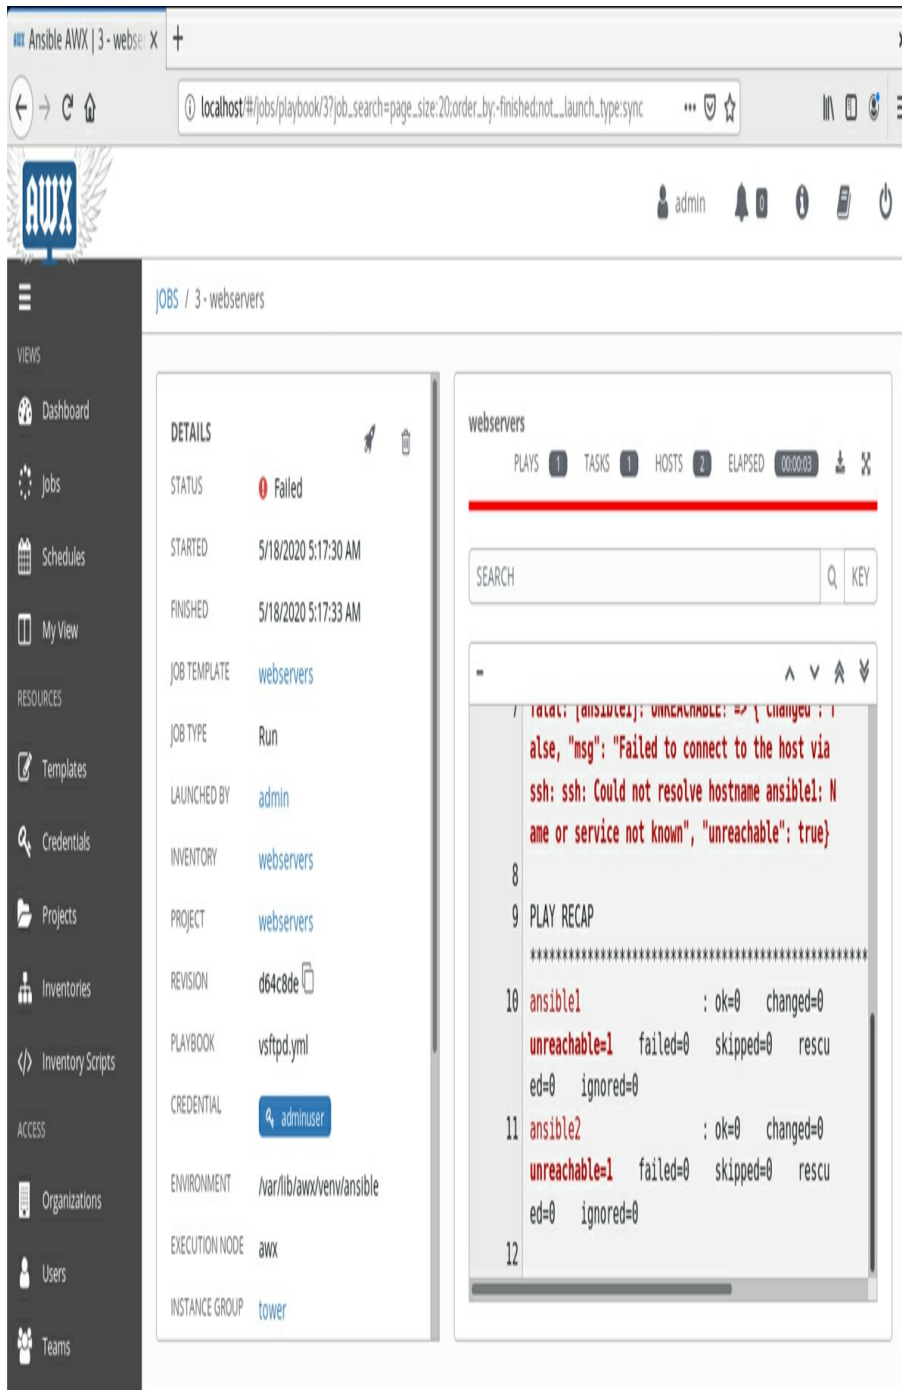 Ansible AWX | 3 - webse
localhost/#/jobs/playbook/3?job_search=page_size:20;order_by:-finished;not__launch_type:sync
AWX
admin
0
JOBS / 3 - webservers
VIEWS
Dashboard
Jobs
Schedules
My View
RESOURCES
Templates
Credentials
Projects
Inventories
Inventory Scripts
ACCESS
Organizations
Users
Teams
DETAILS
STATUS Failed
STARTED 5/18/2020 5:17:30 AM
FINISHED 5/18/2020 5:17:33 AM
JOB TEMPLATE webservers
JOB TYPE Run
LAUNCHED BY admin
INVENTORY webservers
PROJECT webservers
REVISION d64c8de
PLAYBOOK vsftpd.yml
CREDENTIAL adminuser
ENVIRONMENT /var/lib/awx/venv/ansible
EXECUTION NODE awx
INSTANCE GROUP tower
webservers
PLAYS 1 TASKS 1 HOSTS 2 ELAPSED 00:00:03
SEARCH KEY
7 fatal: [ansible1]: UNREACHABLE! => {"changed": f
alse, "msg": "Failed to connect to the host via
ssh: ssh: Could not resolve hostname ansible1: N
ame or service not known", "unreachable": true}
8
9 PLAY RECAP
*****************************************************
10 ansible1 : ok=0 changed=0
unreachable=1 failed=0 skipped=0 rescu
ed=0 ignored=0
11 ansible2 : ok=0 changed=0
unreachable=1 failed=0 skipped=0 rescu
ed=0 ignored=0
12